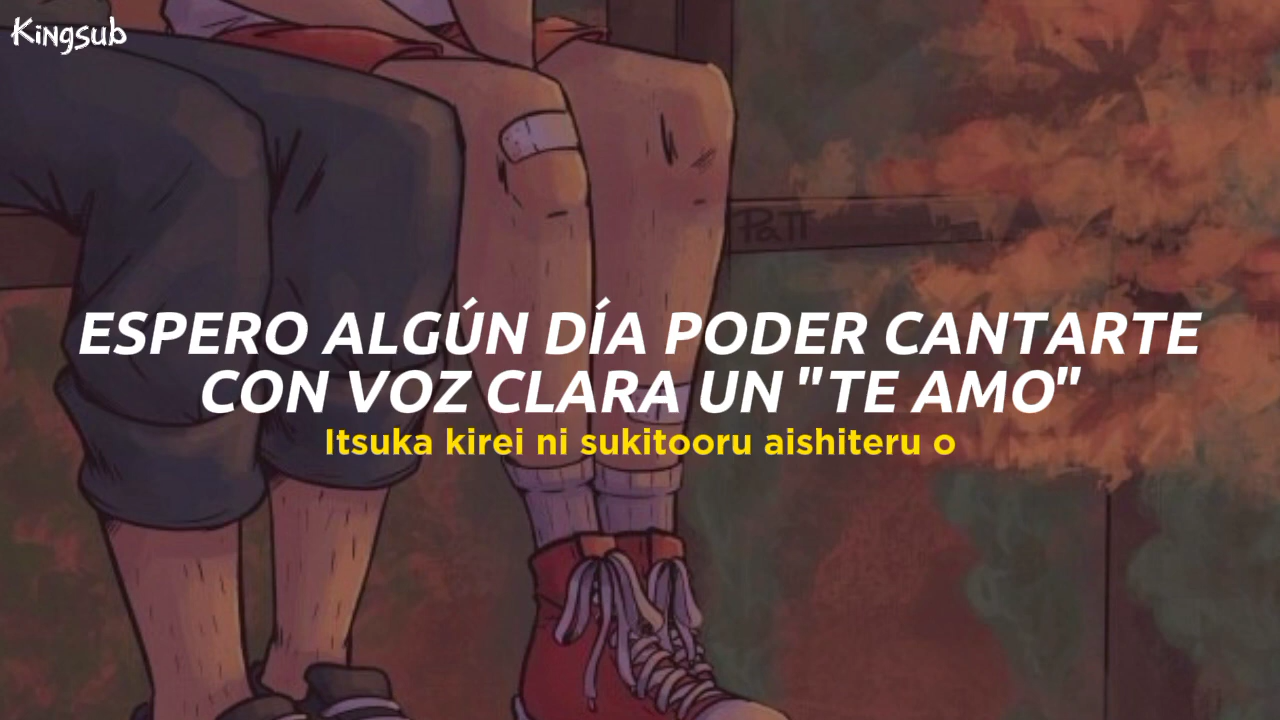 Kingsub
Patt
ESPERO ALGÚN DÍA PODER CANTARTE
CON VOZ CLARA UN "TE AMO"
Itsuka kirei ni sukitooru aishiteru o